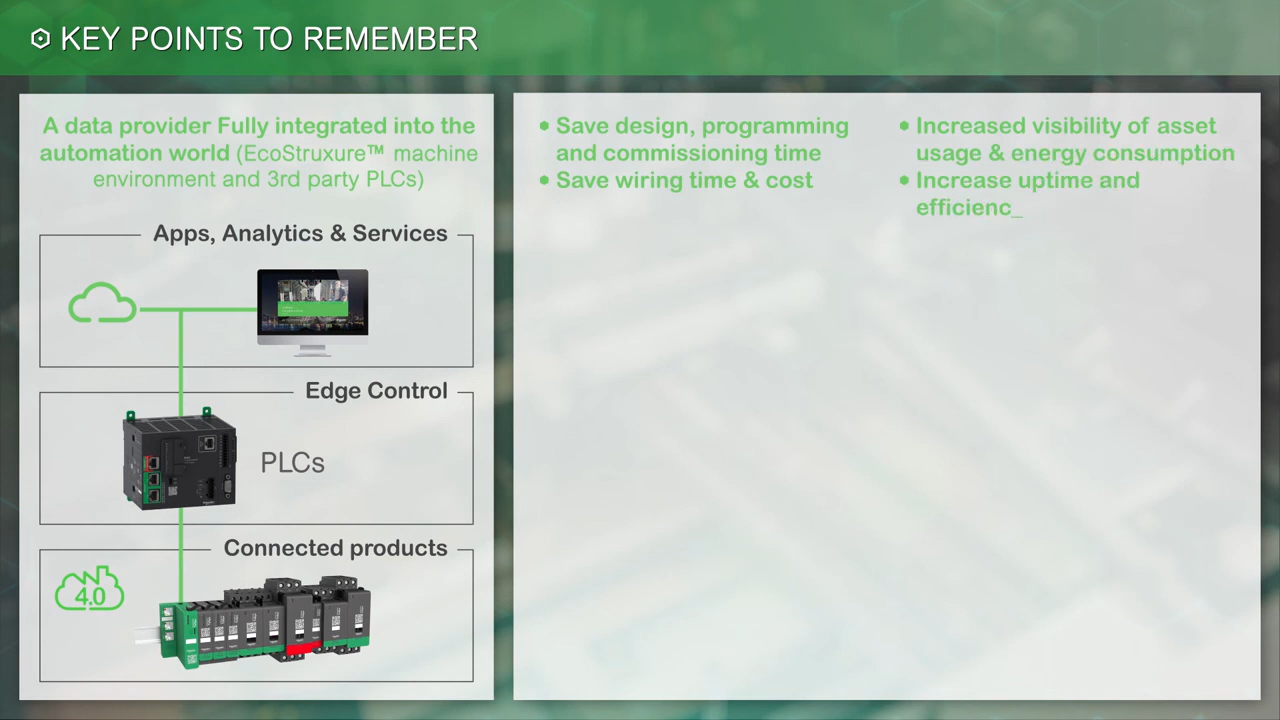 KEY POINTS TO REMEMBER
A data provider Fully integrated into the
automation world (EcoStruxure™ machine
environment and 3rd party PLCs)
Apps, Analytics & Services
Edge Control
PLCs
Connected products
4.0
• Save design, programming
and commissioning time
• Save wiring time & cost
• Increased visibility of asset
usage & energy consumption
• Increase uptime and
efficienc_